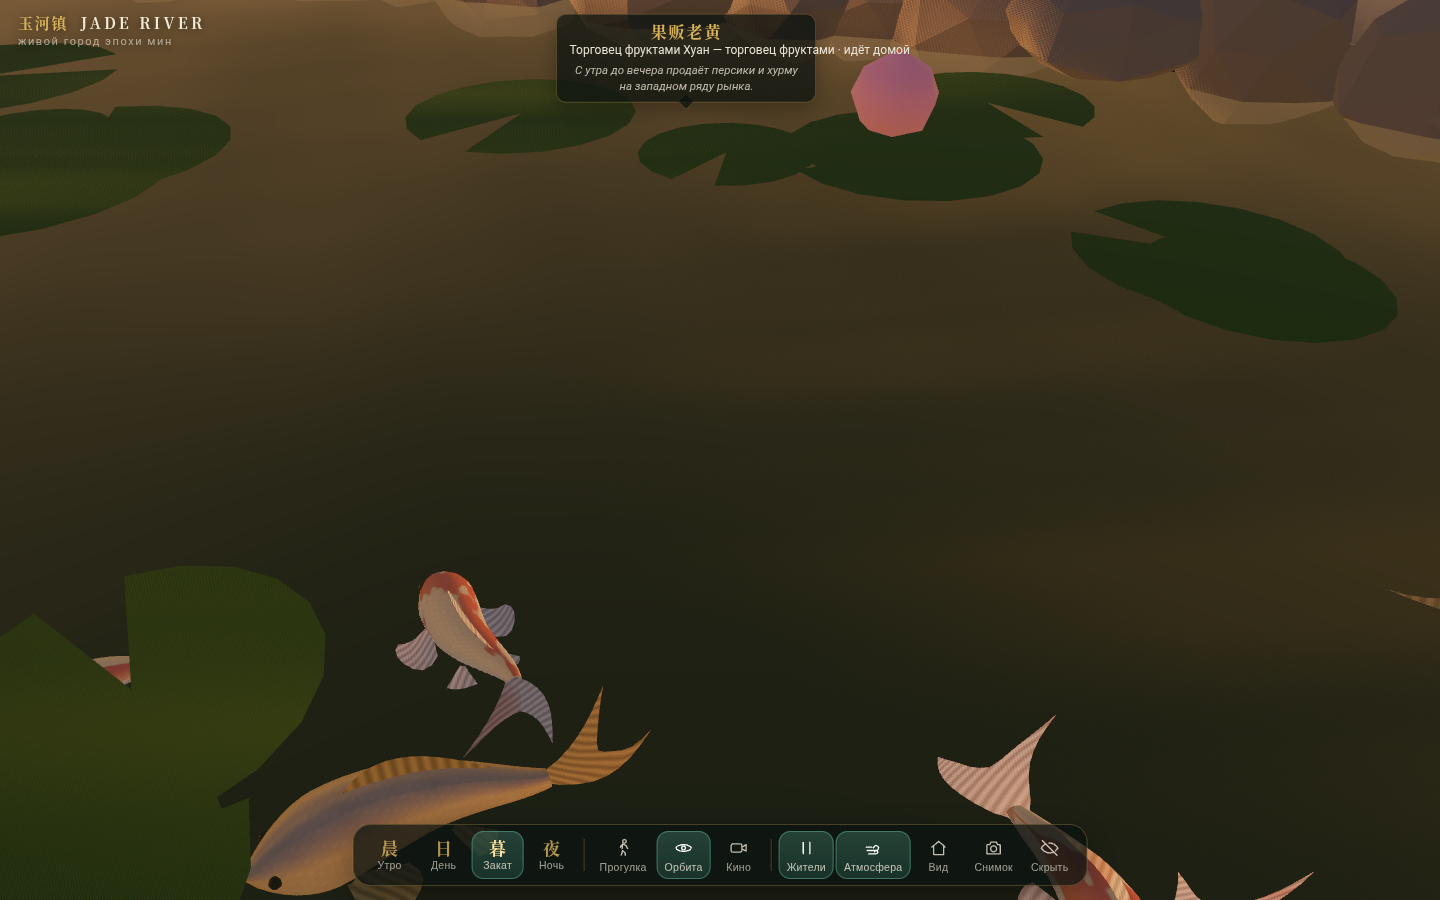 玉河镇 JADE RIVER
живой город эпохи мин
果贩老黄
Торговец фруктами Хуан — торговец фруктами · идёт домой
С утра до вечера продаёт персики и хурму
на западном ряду рынка.
晨 日 暮 夜
Утро День Закат Ночь Прогулка Орбита Кино Жители Атмосфера Вид Снимок Скрыть